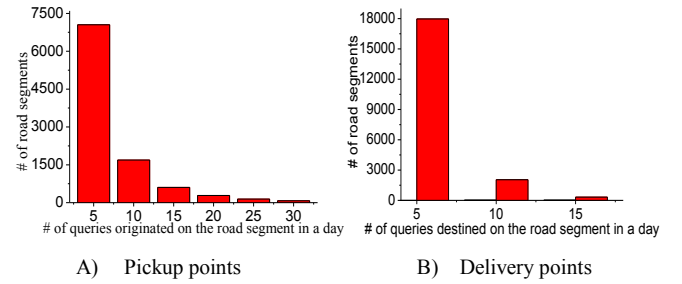 7500
6000
4500
3000
1500
0
# of road segments
5 10 15 20 25 30
# of queries originated on the road segment in a day
A) Pickup points
18000
15000
12000
9000
6000
3000
0
# of road segments
5 10 15
# of queries destined on the road segment in a day
B) Delivery points